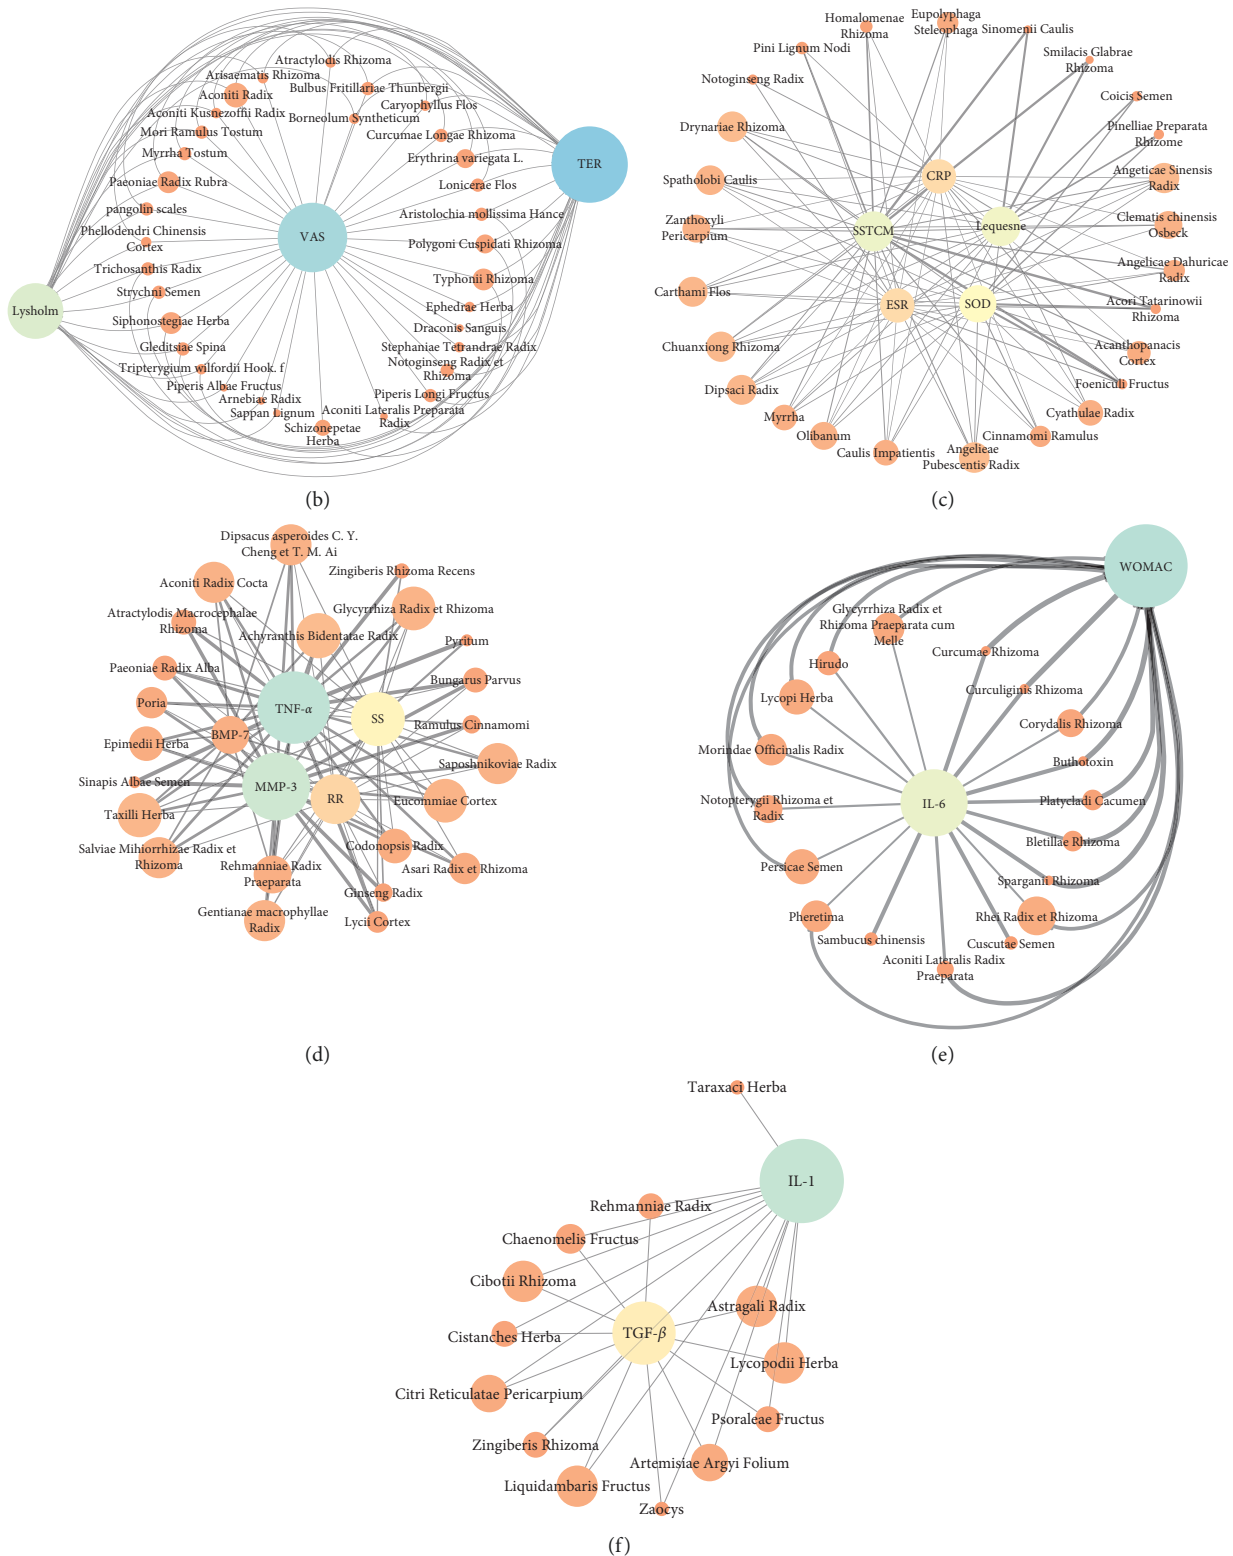 Atractylodis Rhizoma
Arisaematis Rhizoma
Bulbus Fritillariae Thunbergii
Aconiti Radix
Caryophyllus Flos
Aconiti Kusnezoffii Radix
Borneolum Syntheticum
Mori Ramulus Tostum
Curcumae Longae Rhizoma
Myrrha Tostum
Erythrina variegata L.
TER
Paeoniae Radix Rubra
Lonicerae Flos
pangolin scales
Aristolochia mollissima Hance
Phellodendri Chinensis
Cortex
VAS
Polygoni Cuspidati Rhizoma
Trichosanthis Radix
Typhonii Rhizoma
Strychni Semen
Ephedrae Herba
Lysholm
Siphonostegiae Herba
Draconis Sanguis
Gleditsiae Spina
Stephaniae Tetrandrae Radix
Tripterygium wilfordii Hook. f
Notoginseng Radix et
Rhizoma
Piperis Albae Fructus
Piperis Longi Fructus
Arnebiae Radix
Sappan Lignum
Aconiti Lateralis Preparata
Radix
Schizonepetae
Herba
(b)
Homalomenae
Rhizoma
Eupolyphaga
Steleophaga
Sinomenii Caulis
Pini Lignum Nodi
Smilacis Glabrae
Rhizoma
Notoginseng Radix
Coicis Semen
Drynariae Rhizoma
Pinelliae Preparata
Rhizome
CRP
Spatholobi Caulis
Angeticae Sinensis
Radix
Zanthoxyli
Pericarpium
SSTCM
Lequesne
Clematis chinensis
Osbeck
Angelicae Dahuricae
Radix
Carthami Flos
ESR
SOD
Acori Tatarinowii
Rhizoma
Chuanxiong Rhizoma
Acanthopanacis
Cortex
Dipsaci Radix
Foeniculi Fructus
Myrrha
Cyathulae Radix
Olibanum
Cinnamomi Ramulus
Caulis Impatientis
Angelieae
Pubescentis Radix
(c)
Dipsacus asperoides C. Y.
Cheng et T. M. Ai
Zingiberis Rhizoma Recens
Aconiti Radix Cocta
Glycyrrhiza Radix et Rhizoma
Atractylodis Macrocephalae
Rhizoma
Achyranthis Bidentatae Radix
Pyritum
Paeoniae Radix Alba
Bungarus Parvus
Poria
TNF-α
SS
Ramulus Cinnamomi
BMP-7
Epimedii Herba
Saposhnikoviae Radix
Sinapis Albae Semen
MMP-3
RR
Eucommiae Cortex
Taxilli Herba
Codonopsis Radix
Salviae Mihiorrhizae Radix et
Rhizoma
Rehmanniae Radix
Praeparata
Asari Radix et Rhizoma
Ginseng Radix
Gentianae macrophyllae
Radix
Lycii Cortex
(d)
WOMAC
Glycyrrhiza Radix et
Rhizoma Praeparata cum
Melle
Curcumae Rhizoma
Hirudo
Curculiginis Rhizoma
Lycopi Herba
Corydalis Rhizoma
Morindae Officinalis Radix
Buthotoxin
Notopterygii Rhizoma et
Radix
IL-6
Platycladi Cacumen
Bletillae Rhizoma
Persicae Semen
Sparganii Rhizoma
Pheretima
Rhei Radix et Rhizoma
Sambucus chinensis
Cuscutae Semen
Aconiti Lateralis Radix
Praeparata
(e)
Taraxaci Herba
IL-1
Rehmanniae Radix
Chaenomelis Fructus
Cibotii Rhizoma
Astragali Radix
Cistanches Herba
TGF-β
Lycopodii Herba
Citri Reticulatae Pericarpium
Psoraleae Fructus
Zingiberis Rhizoma
Artemisiae Argyi Folium
Liquidambaris Fructus
Zaocys
(f)